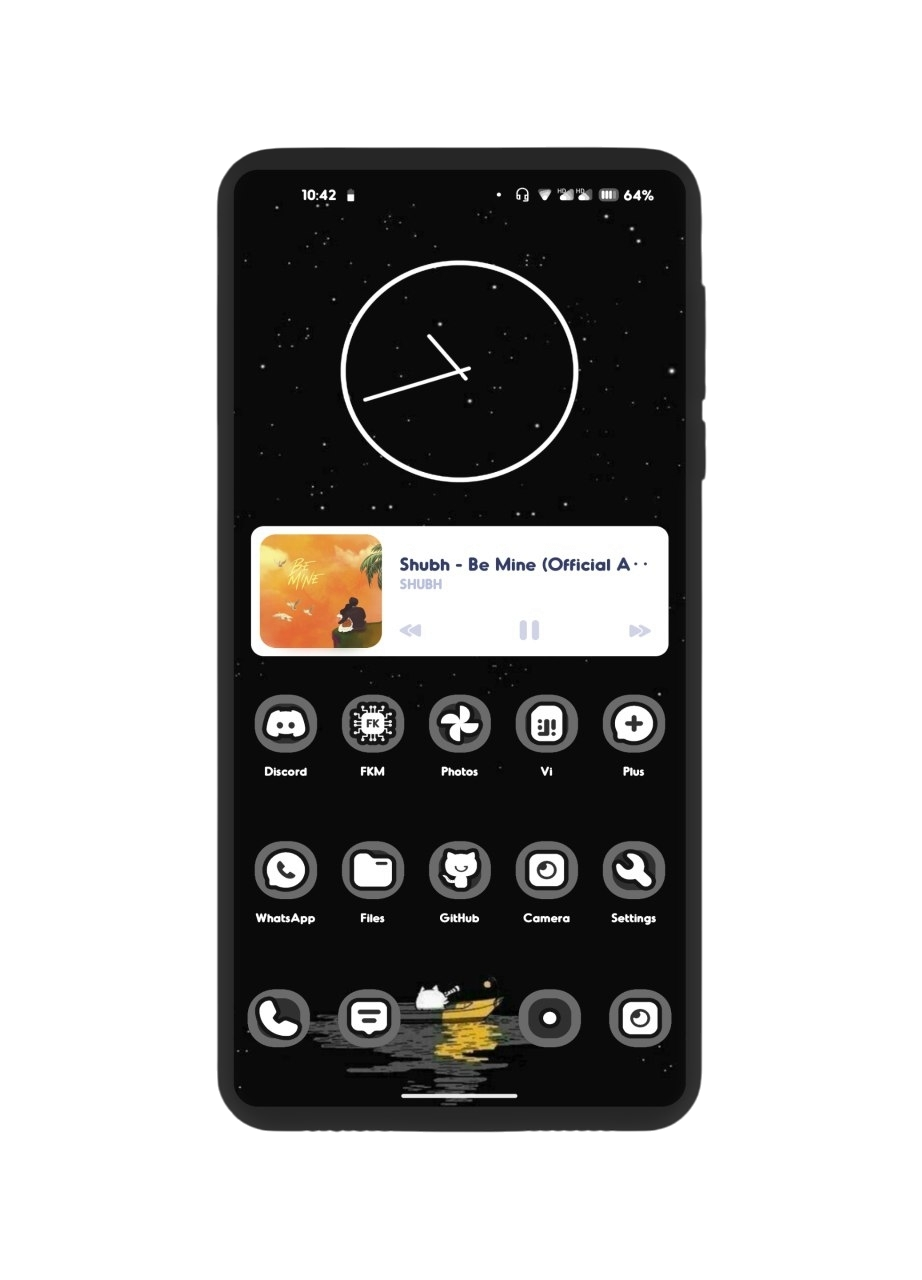 10:42
HD HD 64%
BE
MINE
Shubh - Be Mine (Official A··
SHUBH
Discord FKM Photos Vi Plus
FK
WhatsApp Files GitHub Camera Settings